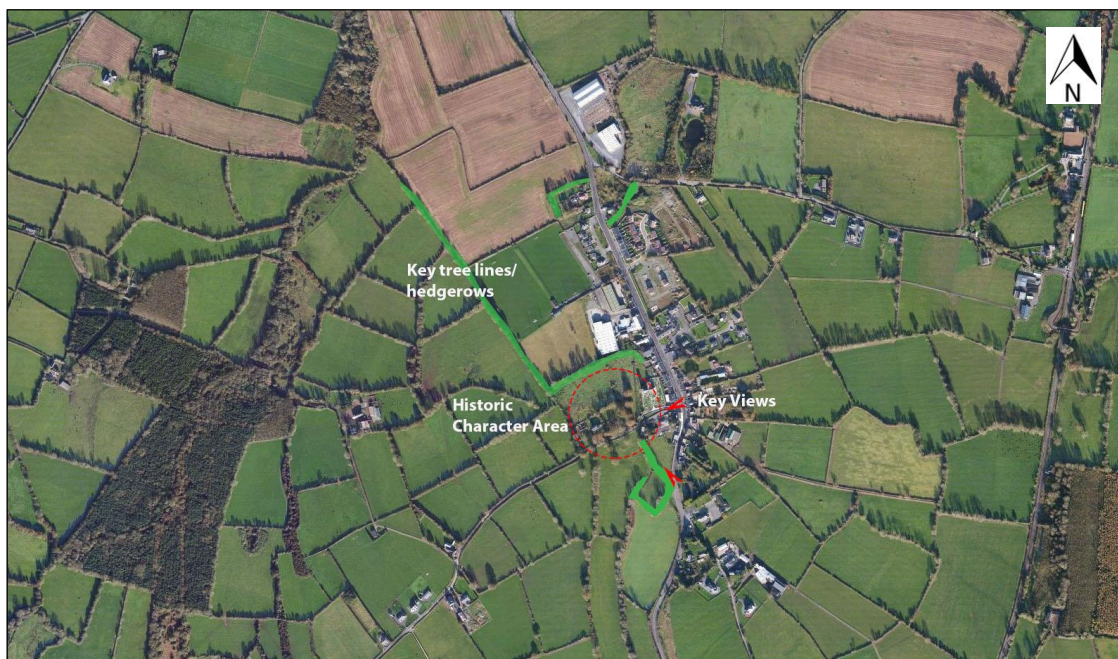 N
Key tree lines/
hedgerows
Historic
Character Area
Key Views